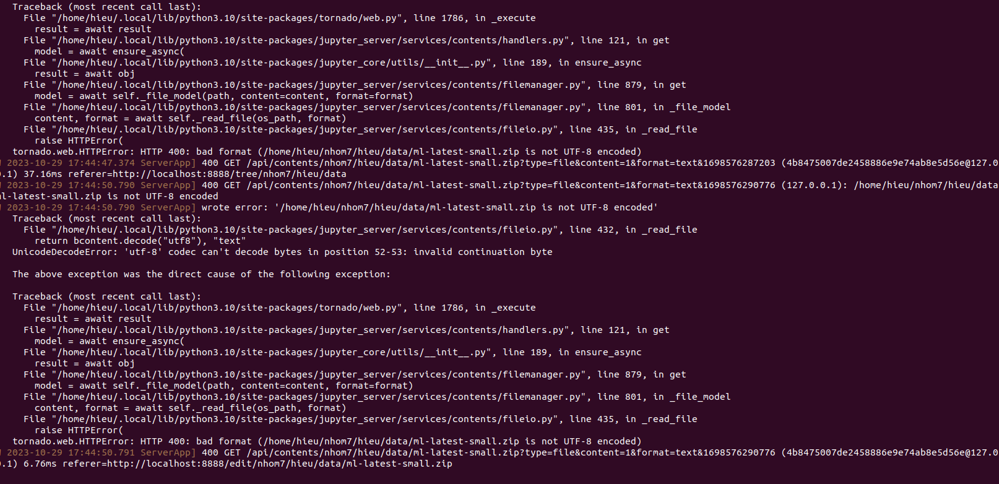 Traceback (most recent call last):
File "/home/hieu/.local/lib/python3.10/site-packages/tornado/web.py", line 1786, in _execute
result = await result
File "/home/hieu/.local/lib/python3.10/site-packages/jupyter_server/services/contents/handlers.py", line 121, in get
model = await ensure_async(
File "/home/hieu/.local/lib/python3.10/site-packages/jupyter_core/utils/__init__.py", line 189, in ensure_async
result = await obj
File "/home/hieu/.local/lib/python3.10/site-packages/jupyter_server/services/contents/filemanager.py", line 879, in get
model = await self._file_model(path, content=content, format=format)
File "/home/hieu/.local/lib/python3.10/site-packages/jupyter_server/services/contents/filemanager.py", line 801, in _file_model
content, format = await self._read_file(os_path, format)
File "/home/hieu/.local/lib/python3.10/site-packages/jupyter_server/services/contents/fileio.py", line 435, in _read_file
raise HTTPError(
tornado.web.HTTPError: HTTP 400: bad format (/home/hieu/nhom7/hieu/data/ml-latest-small.zip is not UTF-8 encoded)
2023-10-29 17:44:47.374 ServerApp] 400 GET /api/contents/nhom7/hieu/data/ml-latest-small.zip?type=file&content=1&format=text&1698576287203 (4b8475007de2458886e9e74ab8e5d56e@127.0
.1) 37.16ms referer=http://localhost:8888/tree/nhom7/hieu/data
2023-10-29 17:44:50.790 ServerApp] 400 GET /api/contents/nhom7/hieu/data/ml-latest-small.zip?type=file&content=1&format=text&1698576290776 (127.0.0.1): /home/hieu/nhom7/hieu/data
ml-latest-small.zip is not UTF-8 encoded
2023-10-29 17:44:50.790 ServerApp] wrote error: '/home/hieu/nhom7/hieu/data/ml-latest-small.zip is not UTF-8 encoded'
Traceback (most recent call last):
File "/home/hieu/.local/lib/python3.10/site-packages/jupyter_server/services/contents/fileio.py", line 432, in _read_file
return bcontent.decode("utf8"), "text"
UnicodeDecodeError: 'utf-8' codec can't decode bytes in position 52-53: invalid continuation byte
The above exception was the direct cause of the following exception:
Traceback (most recent call last):
File "/home/hieu/.local/lib/python3.10/site-packages/tornado/web.py", line 1786, in _execute
result = await result
File "/home/hieu/.local/lib/python3.10/site-packages/jupyter_server/services/contents/handlers.py", line 121, in get
model = await ensure_async(
File "/home/hieu/.local/lib/python3.10/site-packages/jupyter_core/utils/__init__.py", line 189, in ensure_async
result = await obj
File "/home/hieu/.local/lib/python3.10/site-packages/jupyter_server/services/contents/filemanager.py", line 879, in get
model = await self._file_model(path, content=content, format=format)
File "/home/hieu/.local/lib/python3.10/site-packages/jupyter_server/services/contents/filemanager.py", line 801, in _file_model
content, format = await self._read_file(os_path, format)
File "/home/hieu/.local/lib/python3.10/site-packages/jupyter_server/services/contents/fileio.py", line 435, in _read_file
raise HTTPError(
tornado.web.HTTPError: HTTP 400: bad format (/home/hieu/nhom7/hieu/data/ml-latest-small.zip is not UTF-8 encoded)
2023-10-29 17:44:50.791 ServerApp] 400 GET /api/contents/nhom7/hieu/data/ml-latest-small.zip?type=file&content=1&format=text&1698576290776 (4b8475007de2458886e9e74ab8e5d56e@127.0
.1) 6.76ms referer=http://localhost:8888/edit/nhom7/hieu/data/ml-latest-small.zip